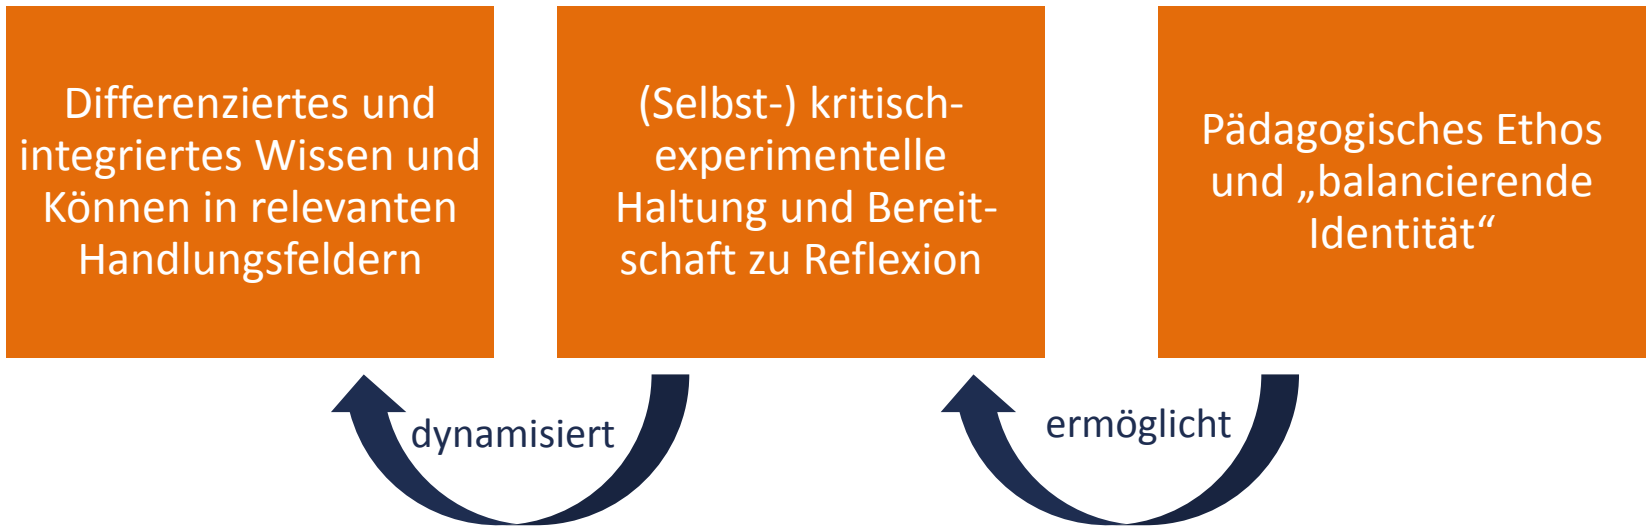 Differenziertes und
integriertes Wissen und
Können in relevanten
Handlungsfeldern
(Selbst-) kritisch-
experimentelle
Haltung und Bereit-
schaft zu Reflexion
Pädagogisches Ethos
und „balancierende
Identität“
dynamisiert
ermöglicht